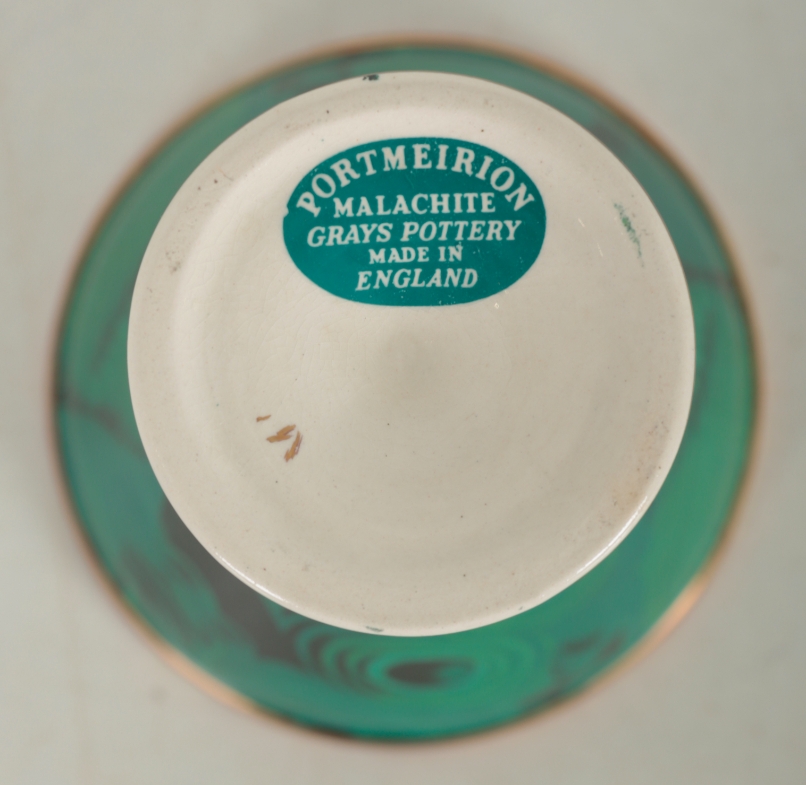 PORTMEIRION
MALACHITE
GRAYS POTTERY
MADE IN
ENGLAND